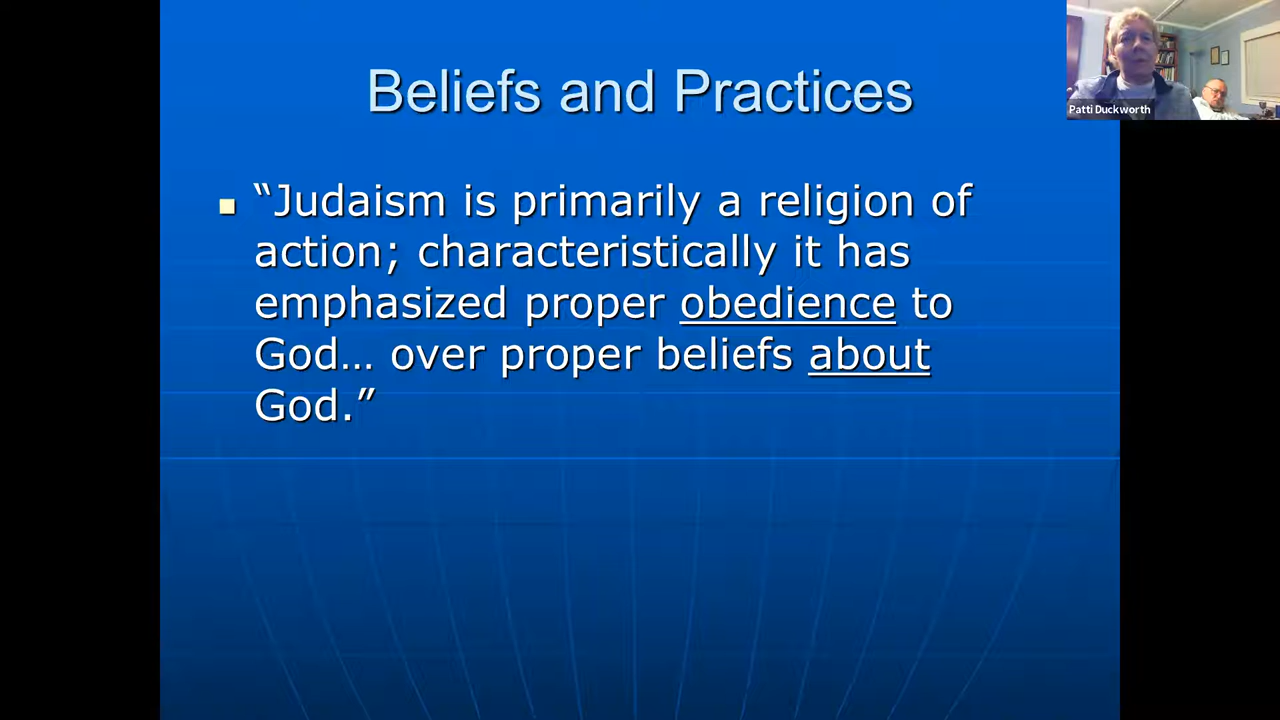 Beliefs and Practices
“Judaism is primarily a religion of
action; characteristically it has
emphasized proper obedience to
God… over proper beliefs about
God.”
Patti Duckworth